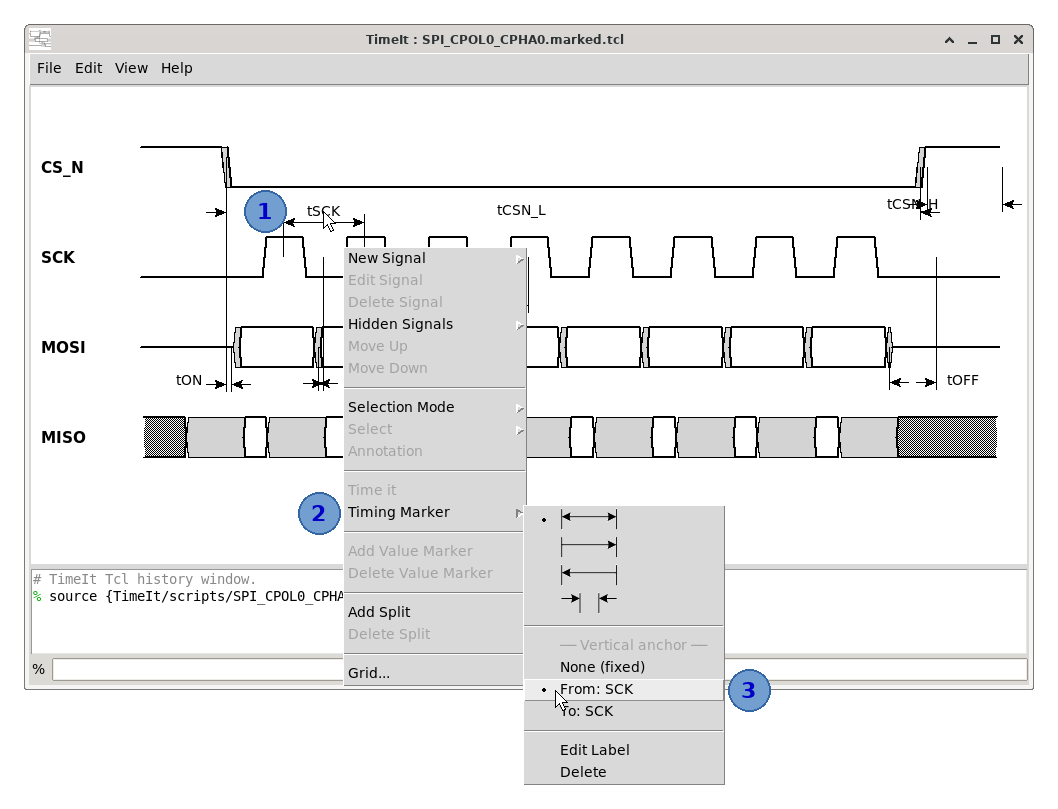 TimeIt : SPI_CPOL0_CPHA0.marked.tcl
File Edit View Help
CS_N
1
tSCK
tCSN_L
tCSN_H
SCK
MOSI
tON
tOFF
MISO
New Signal
Edit Signal
Delete Signal
Hidden Signals
Move Up
Move Down
Selection Mode
Select
Annotation
Time it
2
Timing Marker
Add Value Marker
Delete Value Marker
Add Split
Delete Split
Grid...
— Vertical anchor —
None (fixed)
From: SCK
3
To: SCK
Edit Label
Delete
# TimeIt Tcl history window.
% source {TimeIt/scripts/SPI_CPOL0_CPHA
%